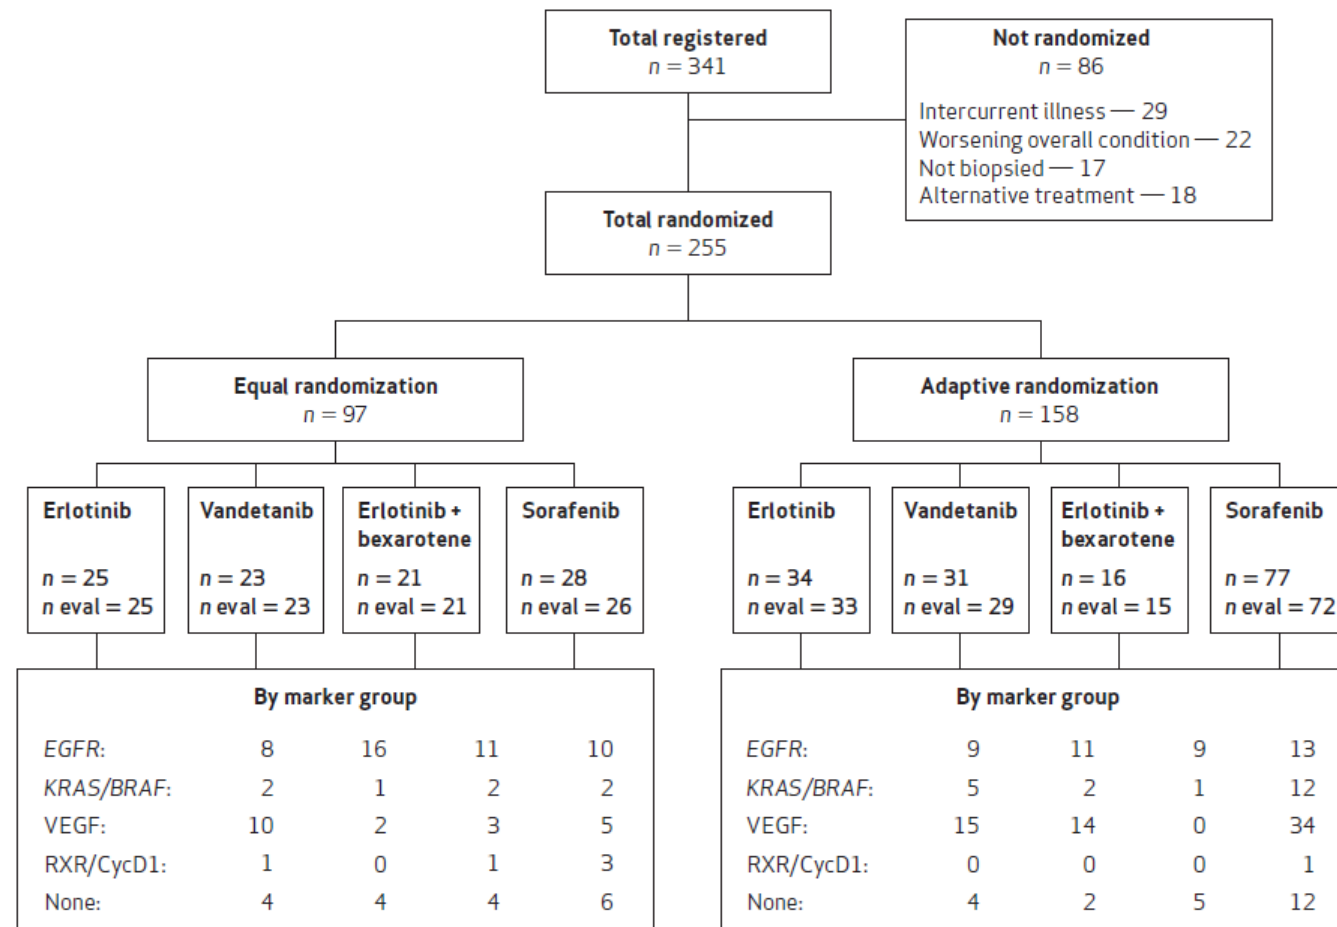 Total registered
n = 341
Not randomized
n = 86
Intercurrent illness — 29
Worsening overall condition — 22
Not biopsied — 17
Alternative treatment — 18
Total randomized
n = 255
Equal randomization
n = 97
Adaptive randomization
n = 158
Erlotinib
n = 25
n eval = 25
Vandetanib
n = 23
n eval = 23
Erlotinib +
bexarotene
n = 21
n eval = 21
Sorafenib
n = 28
n eval = 26
Erlotinib
n = 34
n eval = 33
Vandetanib
n = 31
n eval = 29
Erlotinib +
bexarotene
n = 16
n eval = 15
Sorafenib
n = 77
n eval = 72
By marker group
EGFR: 8 16 11 10
KRAS/BRAF: 2 1 2 2
VEGF: 10 2 3 5
RXR/CycD1: 1 0 1 3
None: 4 4 4 6
By marker group
EGFR: 9 11 9 13
KRAS/BRAF: 5 2 1 12
VEGF: 15 14 0 34
RXR/CycD1: 0 0 0 1
None: 4 2 5 12